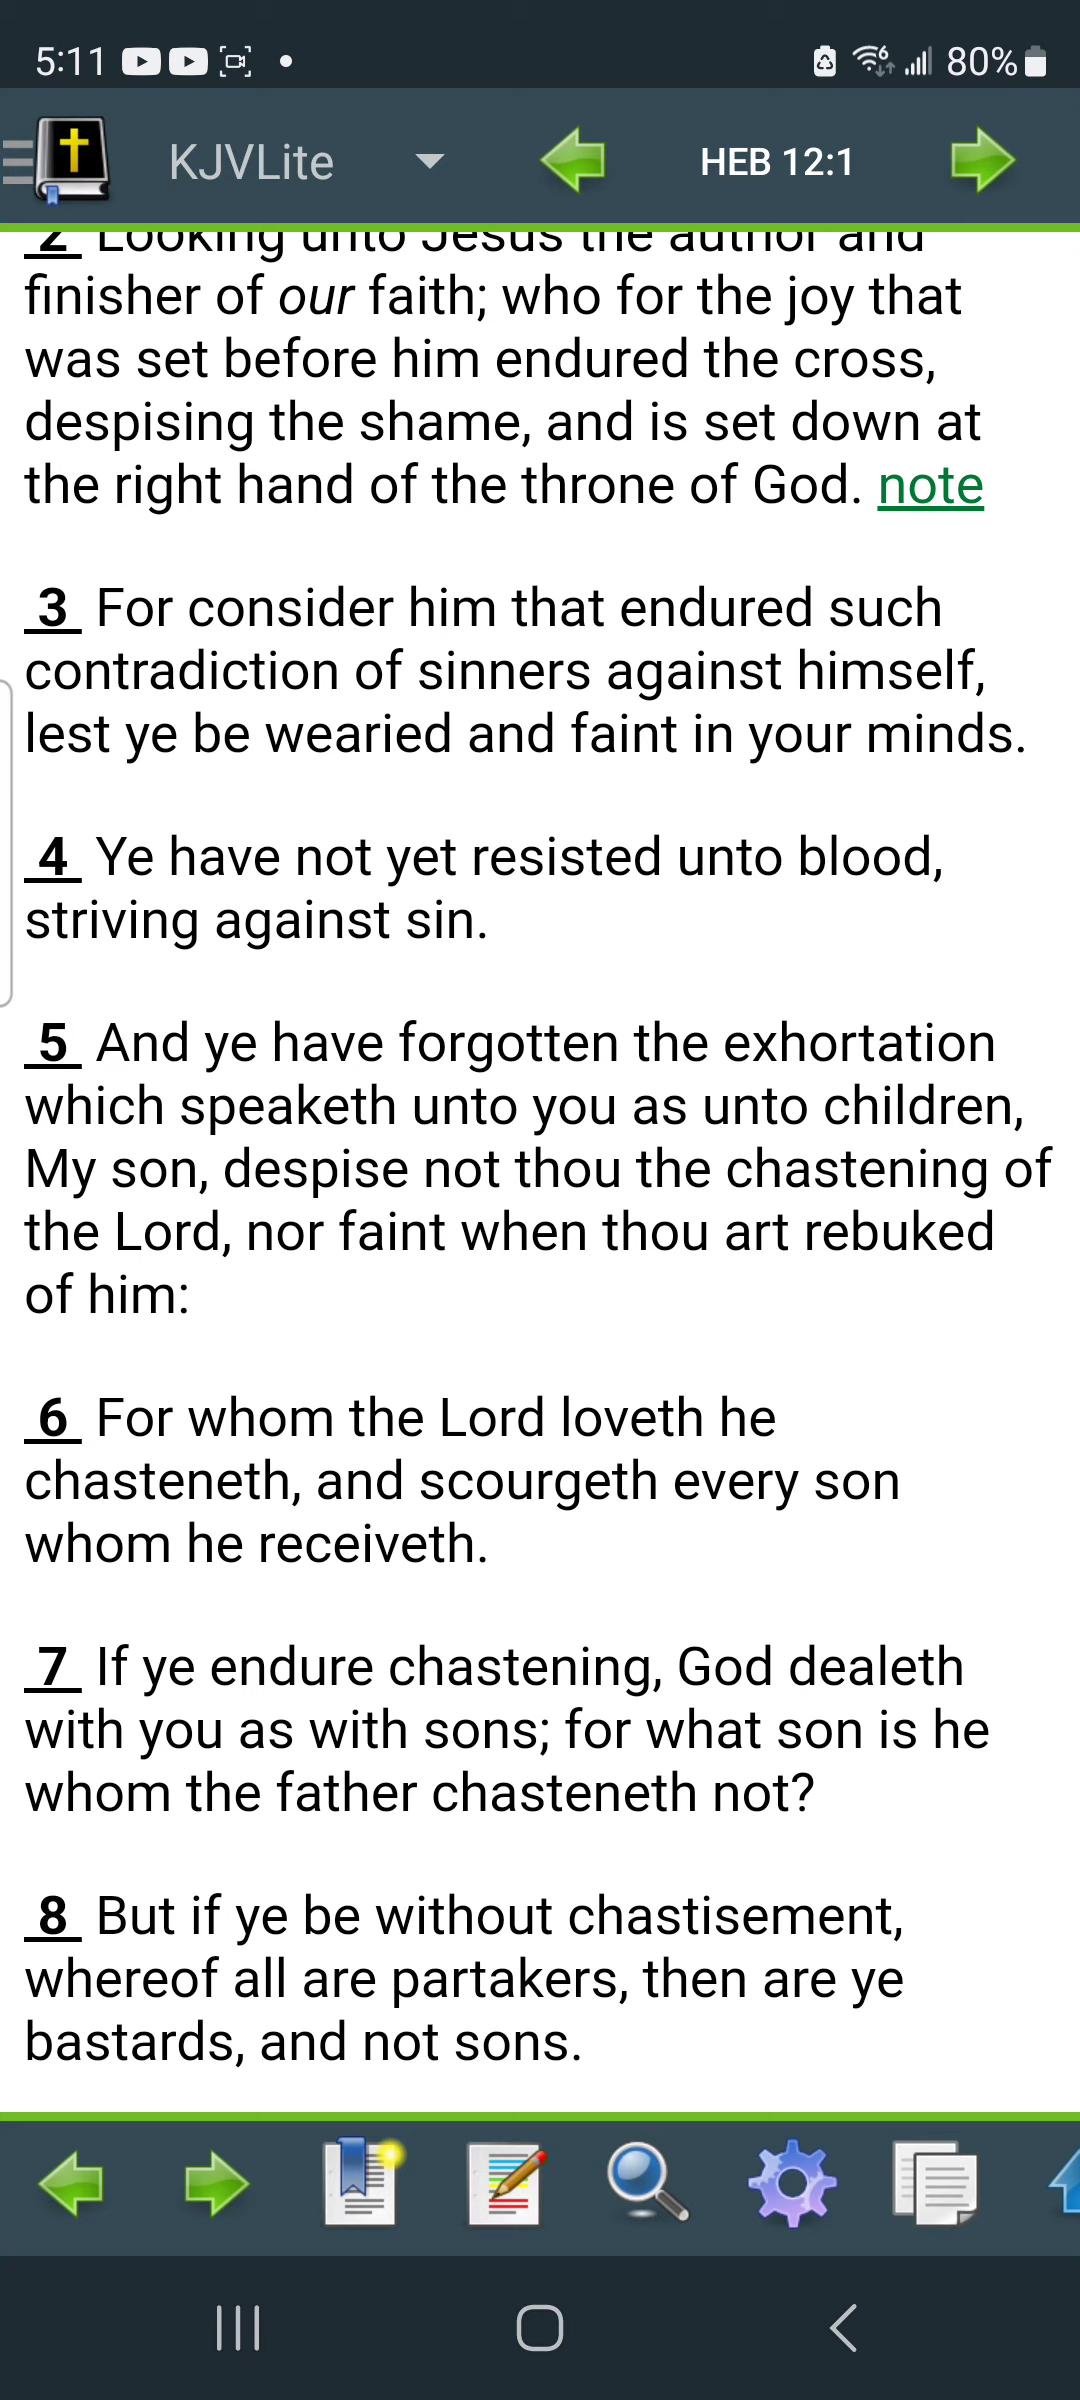 5:11 80%
KJVLite HEB 12:1
2 Looking unto Jesus the author and
finisher of our faith; who for the joy that
was set before him endured the cross,
despising the shame, and is set down at
the right hand of the throne of God. note
3 For consider him that endured such
contradiction of sinners against himself,
lest ye be wearied and faint in your minds.
4 Ye have not yet resisted unto blood,
striving against sin.
5 And ye have forgotten the exhortation
which speaketh unto you as unto children,
My son, despise not thou the chastening of
the Lord, nor faint when thou art rebuked
of him:
6 For whom the Lord loveth he
chasteneth, and scourgeth every son
whom he receiveth.
7 If ye endure chastening, God dealeth
with you as with sons; for what son is he
whom the father chasteneth not?
8 But if ye be without chastisement,
whereof all are partakers, then are ye
bastards, and not sons.